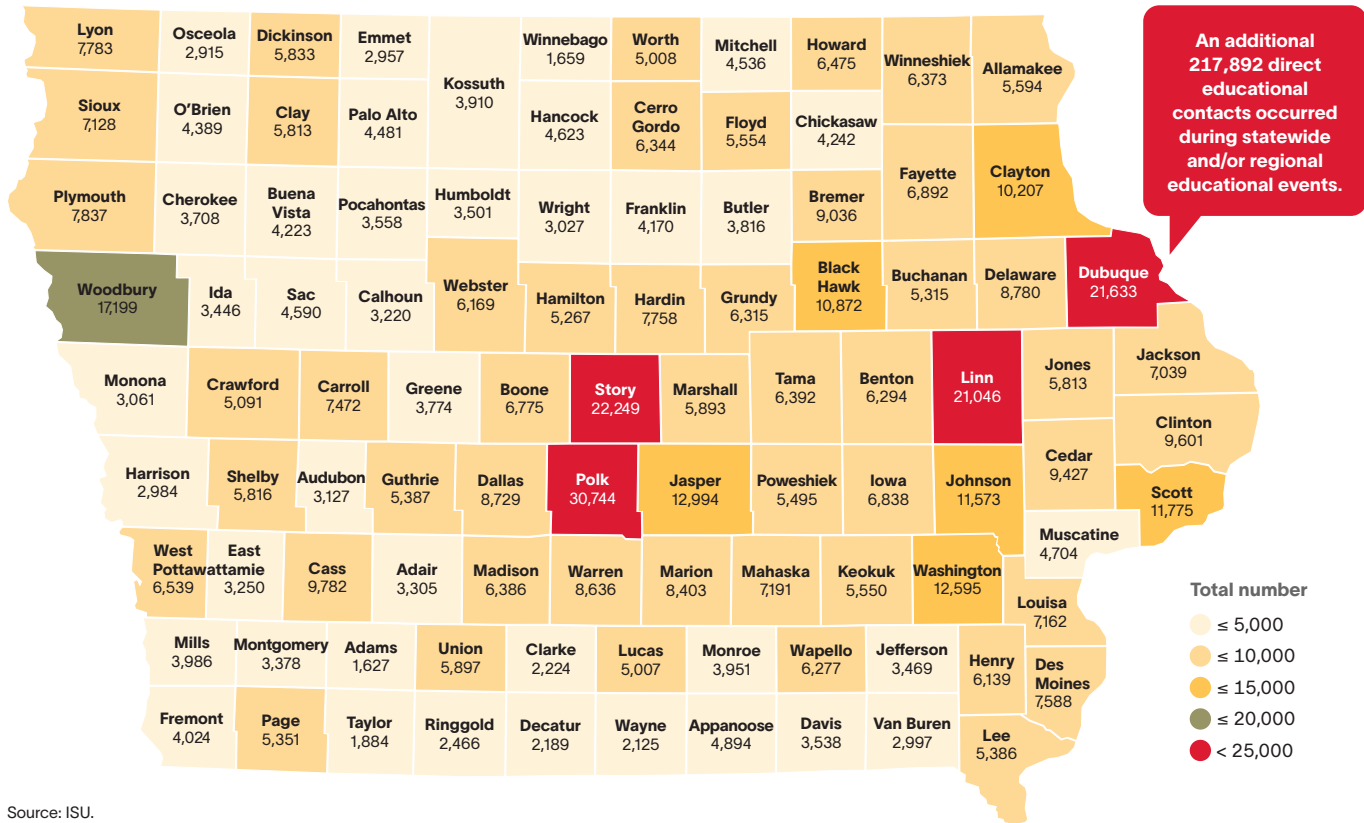 Lyon
7,783
Osceola
2,915
Dickinson
5,833
Emmet
2,957
Kossuth
3,910
Winnebago
1,659
Worth
5,008
Mitchell
4,536
Howard
6,475
Winneshiek
6,373
Allamakee
5,594
An additional
217,892 direct
educational
contacts occurred
during statewide
and/or regional
educational events.
Sioux
7,128
O’Brien
4,389
Clay
5,813
Palo Alto
4,481
Hancock
4,623
Cerro
Gordo
6,344
Floyd
5,554
Chickasaw
4,242
Plymouth
7,837
Cherokee
3,708
Buena
Vista
4,223
Pocahontas
3,558
Humboldt
3,501
Wright
3,027
Franklin
4,170
Butler
3,816
Bremer
9,036
Fayette
6,892
Clayton
10,207
Woodbury
17,199
Ida
3,446
Sac
4,590
Calhoun
3,220
Webster
6,169
Hamilton
5,267
Hardin
7,758
Grundy
6,315
Black
Hawk
10,872
Buchanan
5,315
Delaware
8,780
Dubuque
21,633
Monona
3,061
Crawford
5,091
Carroll
7,472
Greene
3,774
Boone
6,775
Story
22,249
Marshall
5,893
Tama
6,392
Benton
6,294
Linn
21,046
Jones
5,813
Jackson
7,039
Clinton
9,601
Harrison
2,984
Shelby
5,816
Audubon
3,127
Guthrie
5,387
Dallas
8,729
Polk
30,744
Jasper
12,994
Poweshiek
5,495
Iowa
6,838
Johnson
11,573
Cedar
9,427
Scott
11,775
Muscatine
4,704
West
Pottawattamie
6,539
East
3,250
Cass
9,782
Adair
3,305
Madison
6,386
Warren
8,636
Marion
8,403
Mahaska
7,191
Keokuk
5,550
Washington
12,595
Louisa
7,162
Mills
3,986
Montgomery
3,378
Adams
1,627
Union
5,897
Clarke
2,224
Lucas
5,007
Monroe
3,951
Wapello
6,277
Jefferson
3,469
Henry
6,139
Des
Moines
7,588
Fremont
4,024
Page
5,351
Taylor
1,884
Ringgold
2,466
Decatur
2,189
Wayne
2,125
Appanoose
4,894
Davis
3,538
Van Buren
2,997
Lee
5,386
Total number
≤ 5,000
≤ 10,000
≤ 15,000
≤ 20,000
< 25,000
Source: ISU.